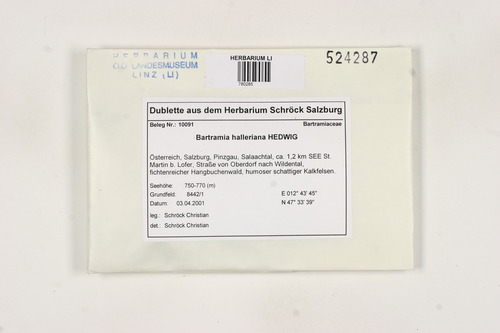 HERBARIUM
O.Ö. LANDESMUSEUM
LINZ (LI)
HERBARIUM LI
780285
524287
Dublette aus dem Herbarium Schröck Salzburg
Beleg Nr.: 10091 Bartramiaceae
Bartramia halleriana HEDWIG
Österreich, Salzburg, Pinzgau, Salaachtal, ca. 1,2 km SEE St.
Martin b. Lofer, Straße von Oberdorf nach Wildental,
fichtenreicher Hangbuchenwald, humoser schattiger Kalkfelsen.
Seehöhe: 750-770 (m)
Grundfeld: 8442/1 E 012° 43' 45"
Datum: 03.04.2001 N 47° 33' 39"
leg.: Schröck Christian
det.: Schröck Christian